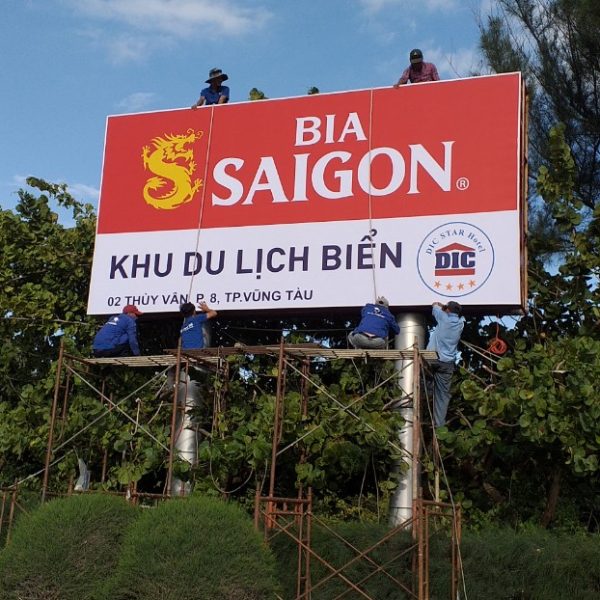 BIA
SAIGON®
KHU DU LỊCH BIỂN
02 THÙY VÂN, P. 8, TP.VŨNG TÀU
DIC STAR Hotel
DIC